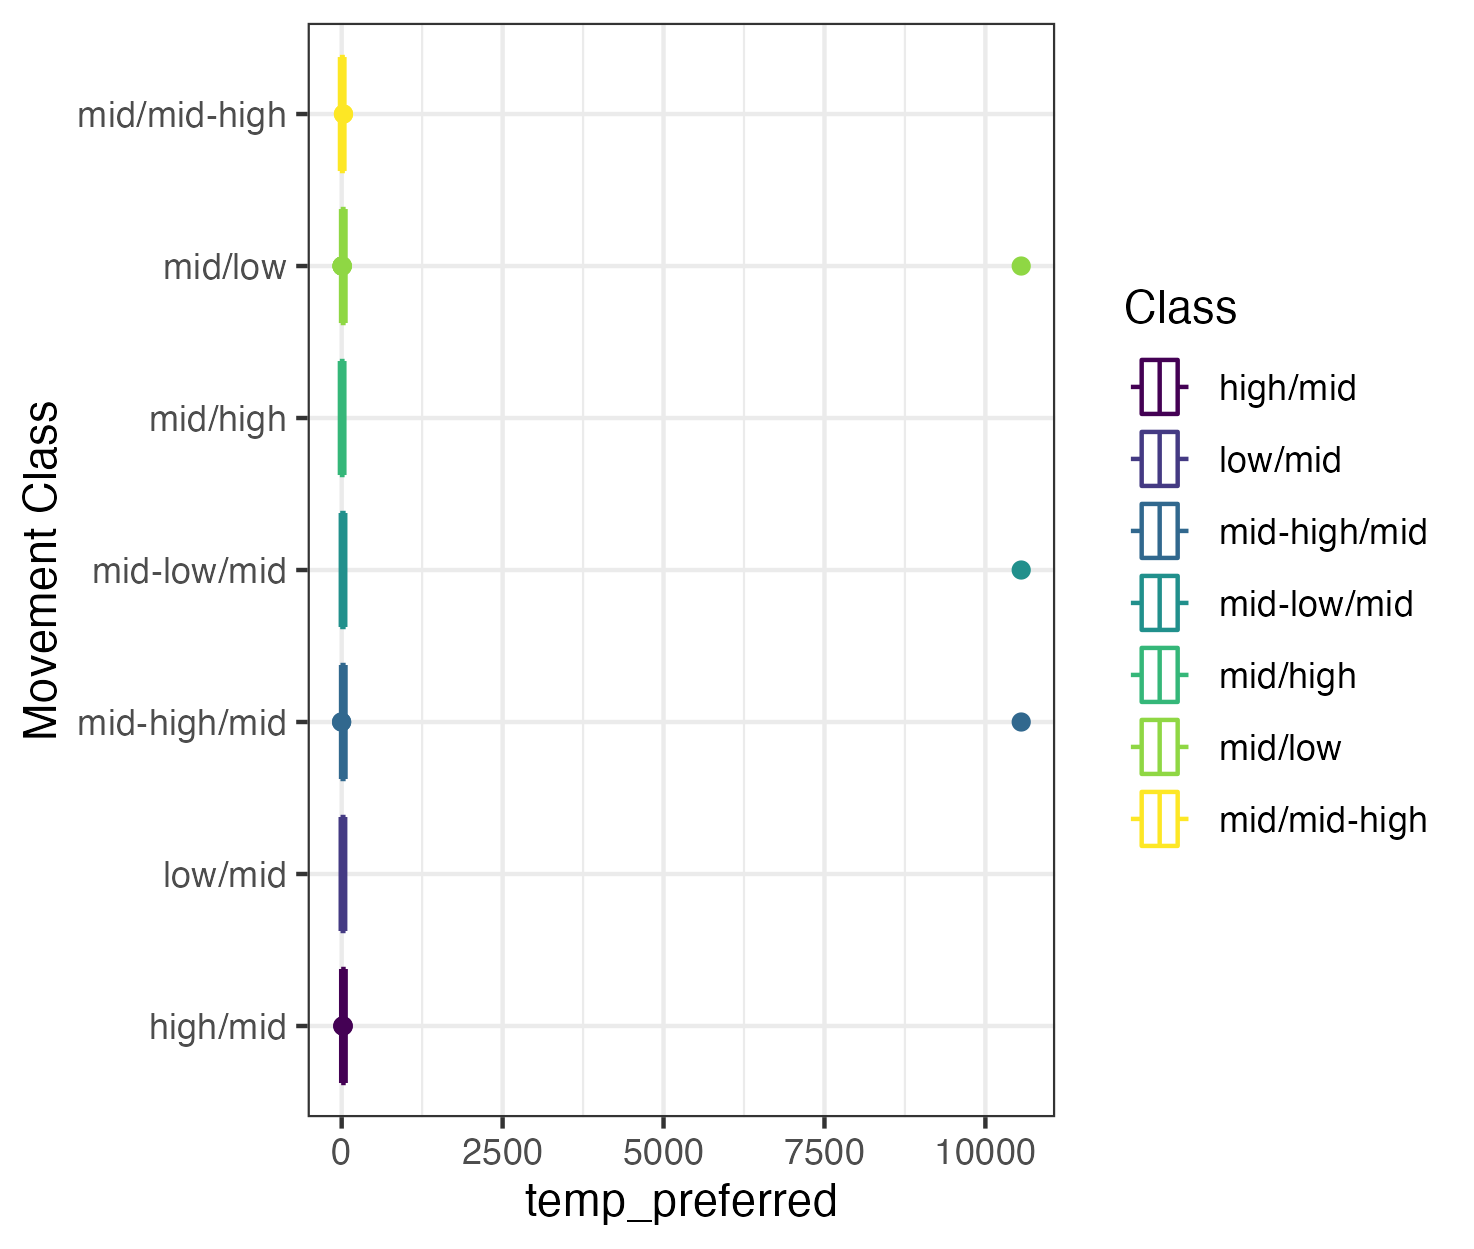 mid/mid-high
mid/low
mid/high
mid-low/mid
mid-high/mid
low/mid
high/mid
Movement Class
0 2500 5000 7500 10000
temp_preferred
Class
high/mid
low/mid
mid-high/mid
mid-low/mid
mid/high
mid/low
mid/mid-high